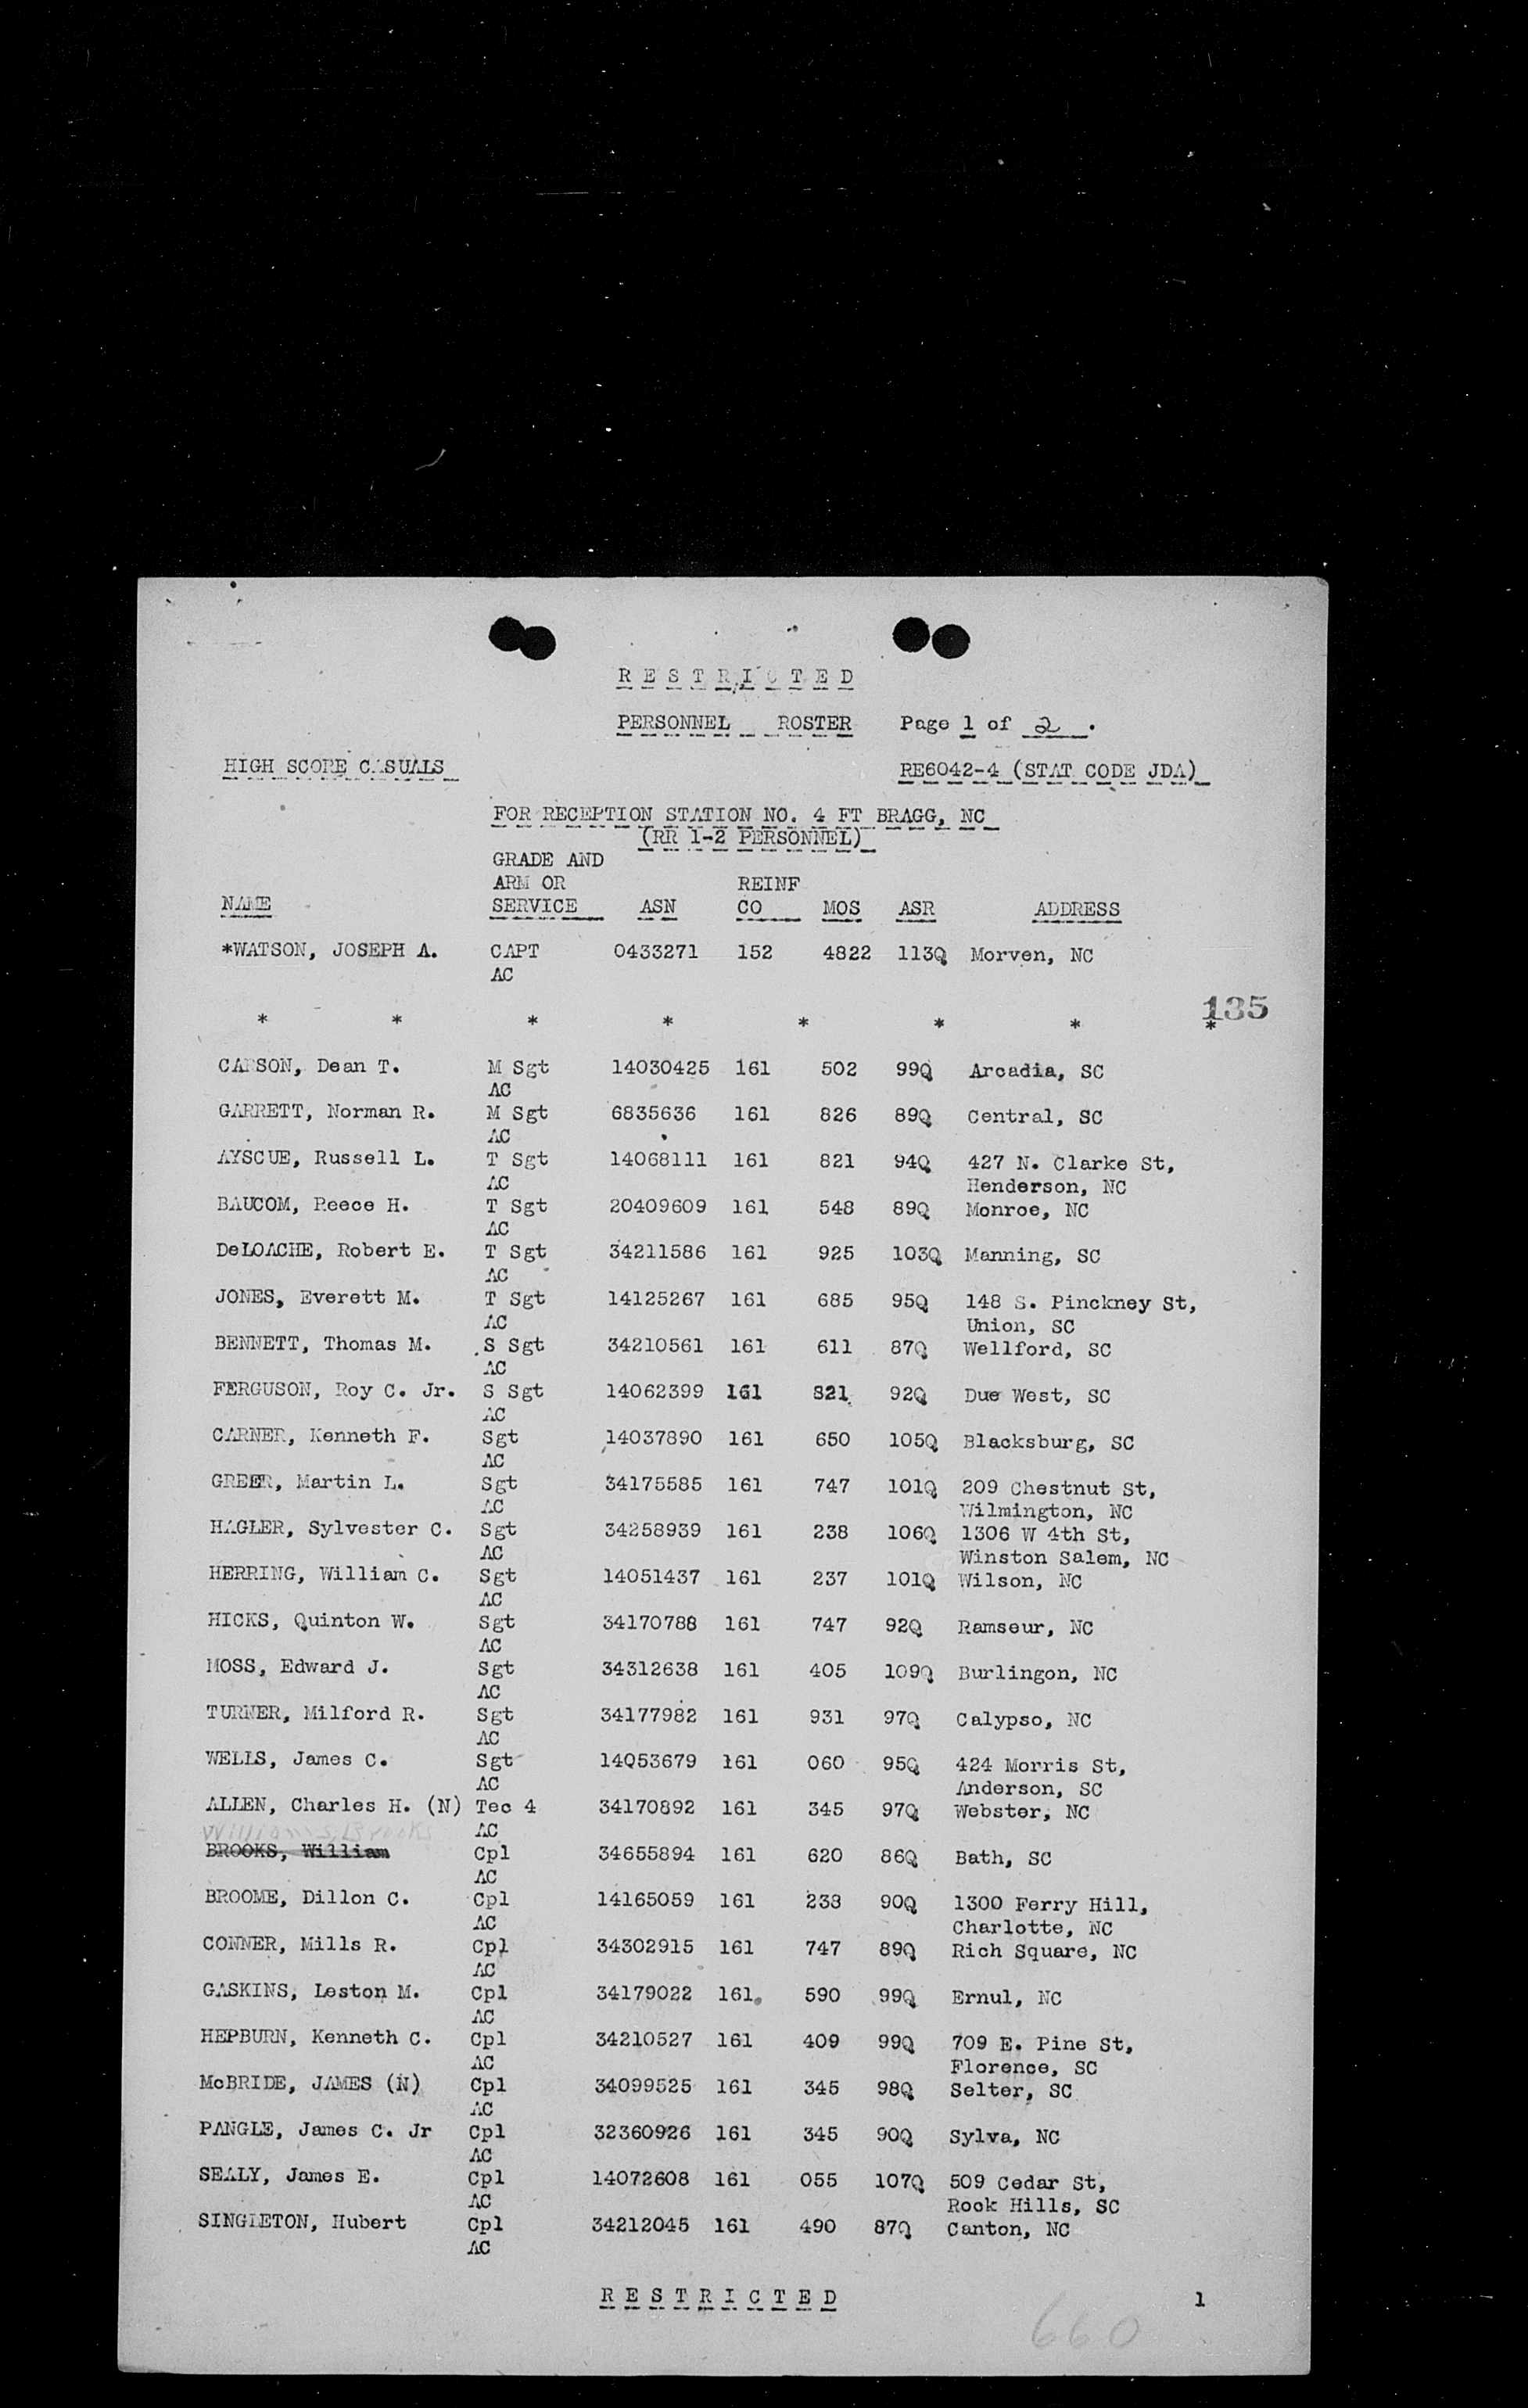 RESTRICTED
PERSONNEL ROSTER Page 1 of 2.
HIGH SCORE CASUALS RE6042-4 (STAT CODE JDA)
FOR RECEPTION STATION NO. 4 FT BRAGG, NC
(RR 1-2 PERSONNEL)
GRADE AND
ARM OR REINF
NAME SERVICE ASN CO MOS ASR ADDRESS
*WATSON, JOSEPH A. CAPT 0433271 152 4822 113Q Morven, NC
AC
135
* * * * * * * *
CARSON, Dean T. M Sgt 14030425 161 502 99Q Arcadia, SC
AC
GARRETT, Norman R. M Sgt 6835636 161 826 89Q Central, SC
AC
AYSCUE, Russell L. T Sgt 14068111 161 821 94Q 427 N. Clarke St,
AC Henderson, NC
BAUCOM, Reece H. T Sgt 20409609 161 548 89Q Monroe, NC
AC
DeLOACHE, Robert E. T Sgt 34211586 161 925 103Q Manning, SC
AC
JONES, Everett M. T Sgt 14125267 161 685 95Q 148 S. Pinckney St,
AC Union, SC
BENNETT, Thomas M. S Sgt 34210561 161 611 87Q Wellford, SC
AC
FERGUSON, Roy C. Jr. S Sgt 14062399 161 821 92Q Due West, SC
AC
CARNER, Kenneth F. Sgt 14037890 161 650 105Q Blacksburg, SC
AC
GREER, Martin L. Sgt 34175585 161 747 101Q 209 Chestnut St,
AC Wilmington, NC
HAGLER, Sylvester C. Sgt 34258939 161 238 106Q 1306 W 4th St,
AC Winston Salem, NC
HERRING, William C. Sgt 14051437 161 237 101Q Wilson, NC
AC
HICKS, Quinton W. Sgt 34170788 161 747 92Q Ramseur, NC
AC
MOSS, Edward J. Sgt 34312638 161 405 109Q Burlingon, NC
AC
TURNER, Milford R. Sgt 34177982 161 931 97Q Calypso, NC
AC
WELLS, James C. Sgt 14053679 161 060 95Q 424 Morris St,
AC Anderson, SC
ALLEN, Charles H. (N) Tec 4 34170892 161 345 97Q Webster, NC
Williams, Brooks AC
BROOKS, William Cpl 34655894 161 620 86Q Bath, SC
AC
BROOME, Dillon C. Cpl 14165059 161 238 90Q 1300 Ferry Hill,
AC Charlotte, NC
CONNER, Mills R. Cpl 34302915 161 747 89Q Rich Square, NC
AC
GASKINS, Leston M. Cpl 34179022 161 590 99Q Ernul, NC
AC
HEPBURN, Kenneth C. Cpl 34210527 161 409 99Q 709 E. Pine St,
AC Florence, SC
McBRIDE, JAMES (N) Cpl 34099525 161 345 98Q Selter, SC
AC
PANGLE, James C. Jr Cpl 32360926 161 345 90Q Sylva, NC
AC
SEALY, James E. Cpl 14072608 161 055 107Q 509 Cedar St,
AC Rock Hills, SC
SINGLETON, Hubert Cpl 34212045 161 490 87Q Canton, NC
AC
RESTRICTED 1
660